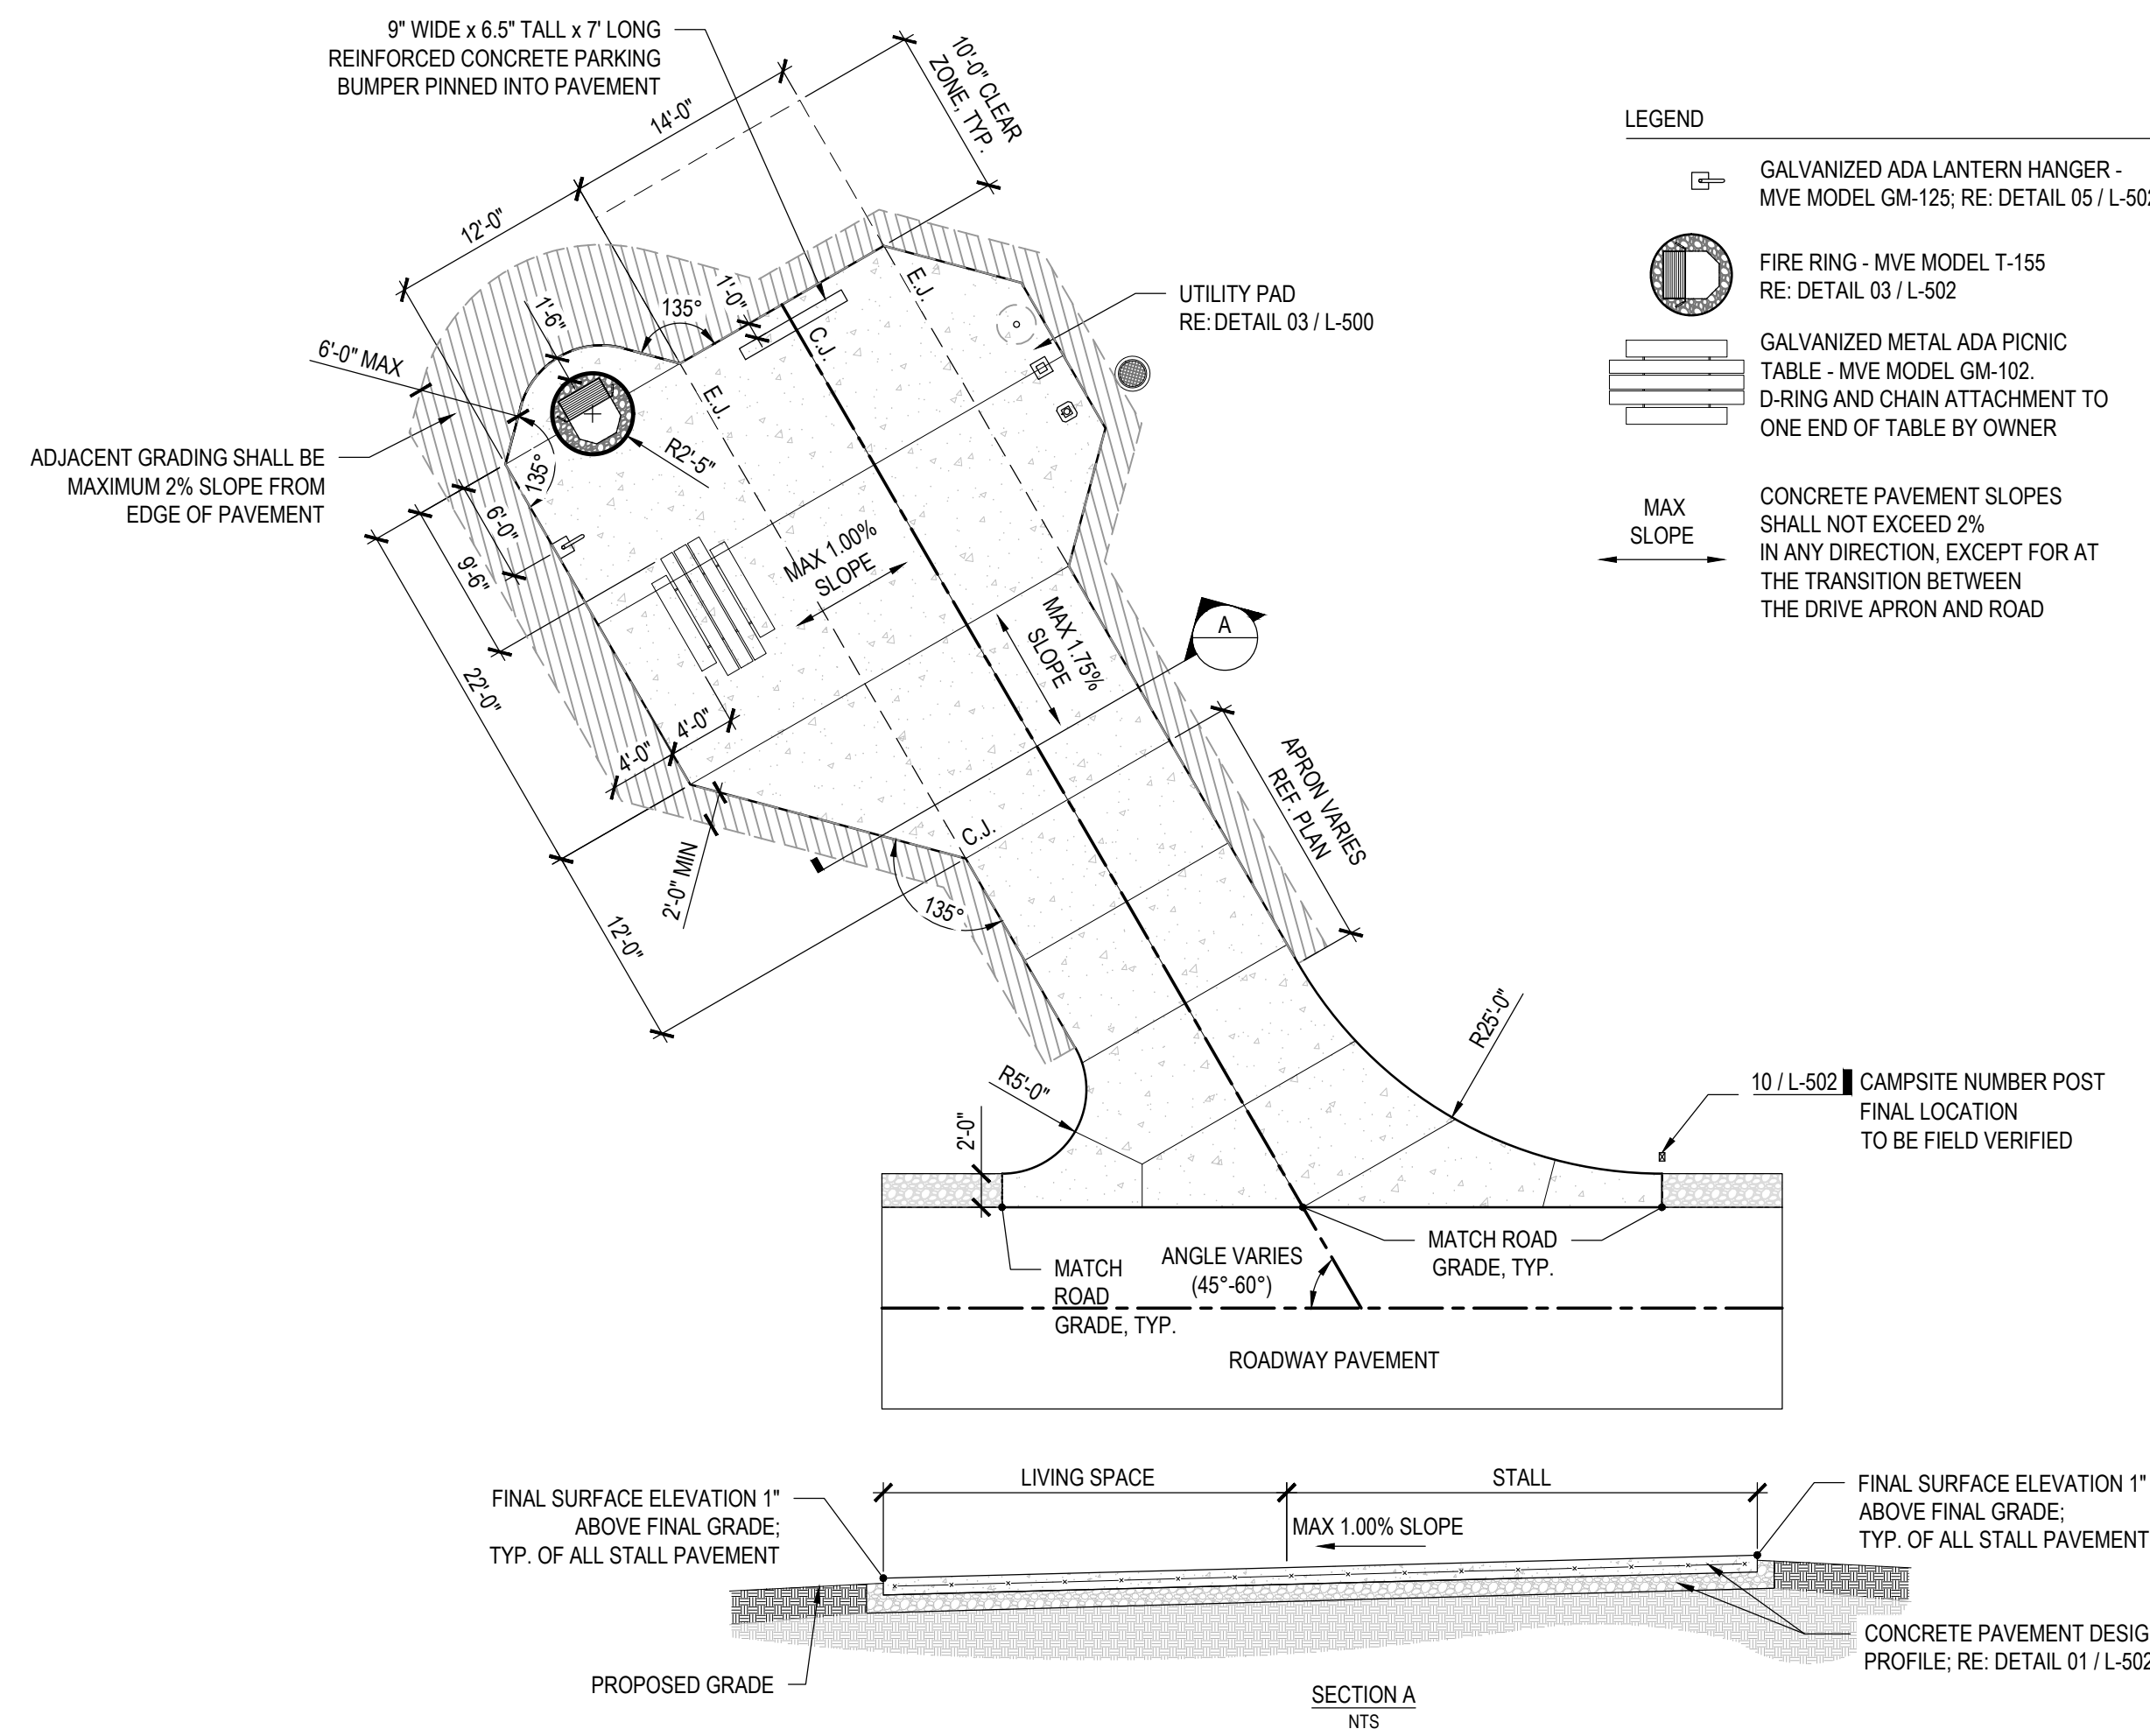 9" WIDE x 6.5" TALL x 7' LONG
REINFORCED CONCRETE PARKING
BUMPER PINNED INTO PAVEMENT
14'-0"
10'-0" CLEAR
ZONE, TYP.
12'-0"
1'-6"
135°
1'-0"
6'-0" MAX
E.J.
C.J.
E.J.
UTILITY PAD
RE: DETAIL 03 / L-500
ADJACENT GRADING SHALL BE
MAXIMUM 2% SLOPE FROM
EDGE OF PAVEMENT
135°
R2'-5"
6'-0"
9'-6"
22'-0"
MAX 1.00%
SLOPE
MAX 1.75%
SLOPE
A
4'-0"
4'-0"
C.J.
2'-0" MIN
135°
12'-0"
APRON VARIES
REF. PLAN
R5'-0"
R25'-0"
2'-0"
10 / L-502
CAMPSITE NUMBER POST
FINAL LOCATION
TO BE FIELD VERIFIED
MATCH
ROAD
GRADE, TYP.
ANGLE VARIES
(45°-60°)
MATCH ROAD
GRADE, TYP.
ROADWAY PAVEMENT
LEGEND
GALVANIZED ADA LANTERN HANGER -
MVE MODEL GM-125; RE: DETAIL 05 / L-502
FIRE RING - MVE MODEL T-155
RE: DETAIL 03 / L-502
GALVANIZED METAL ADA PICNIC
TABLE - MVE MODEL GM-102.
D-RING AND CHAIN ATTACHMENT TO
ONE END OF TABLE BY OWNER
MAX
SLOPE
CONCRETE PAVEMENT SLOPES
SHALL NOT EXCEED 2%
IN ANY DIRECTION, EXCEPT FOR AT
THE TRANSITION BETWEEN
THE DRIVE APRON AND ROAD
LIVING SPACE
STALL
FINAL SURFACE ELEVATION 1"
ABOVE FINAL GRADE;
TYP. OF ALL STALL PAVEMENT
MAX 1.00% SLOPE
FINAL SURFACE ELEVATION 1"
ABOVE FINAL GRADE;
TYP. OF ALL STALL PAVEMENT
PROPOSED GRADE
CONCRETE PAVEMENT DESIG
PROFILE; RE: DETAIL 01 / L-502
SECTION A
NTS